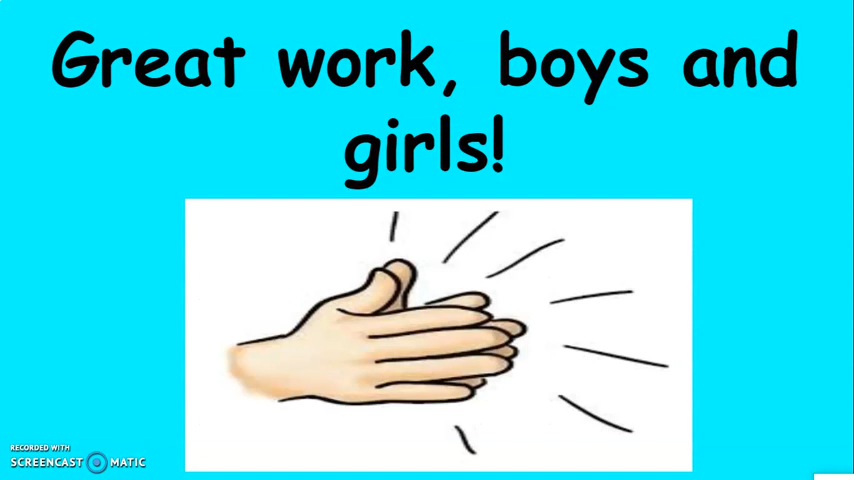 Great work, boys and
girls!
RECORDED WITH
SCREENCAST MATIC